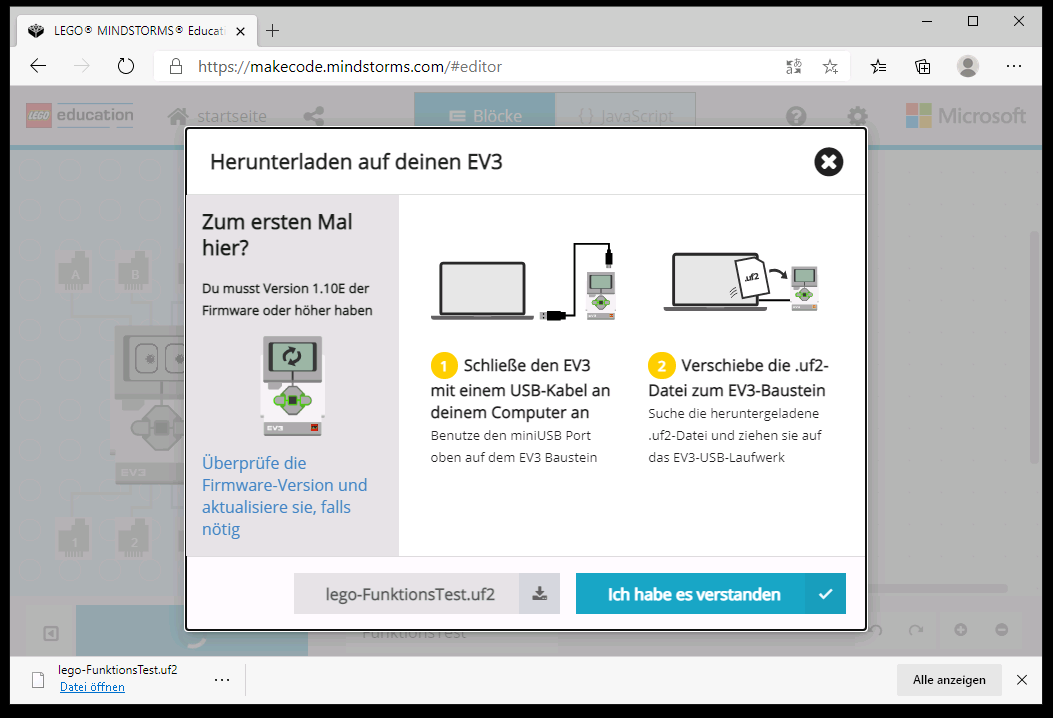 LEGO® MINDSTORMS® Educati
https://makecode.mindstorms.com/#editor
LEGO education
startseite
Blöcke
{ } JavaScript
Microsoft
Herunterladen auf deinen EV3
Zum ersten Mal
hier?
Du musst Version 1.10E der
Firmware oder höher haben
EV3
Überprüfe die
Firmware-Version und
aktualisiere sie, falls
nötig
EV3
.uf2
EV3
1 Schließe den EV3
mit einem USB-Kabel an
deinem Computer an
Benutze den miniUSB Port
oben auf dem EV3 Baustein
2 Verschiebe die .uf2-
Datei zum EV3-Baustein
Suche die heruntergeladene
.uf2-Datei und ziehen sie auf
das EV3-USB-Laufwerk
A
B
EV3
1
2
lego-FunktionsTest.uf2
Ich habe es verstanden
FunktionsTest
lego-FunktionsTest.uf2
Datei öffnen
Alle anzeigen